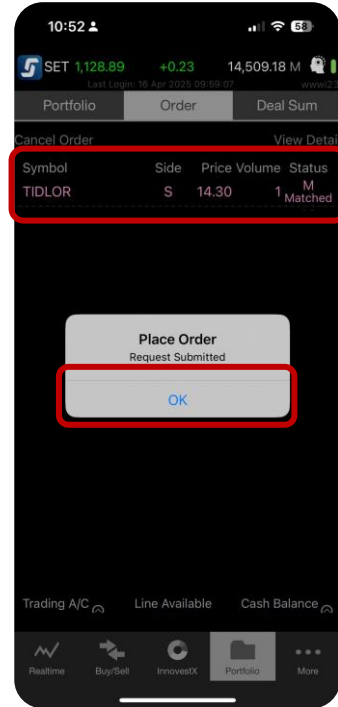 10:52 58
SET 1,128.89 +0.23 14,509.18 M
Last Login: 16 Apr 2025 09:59:07 wwwi23
Portfolio Order Deal Sum
Cancel Order View Detai
Symbol Side Price Volume Status
TIDLOR S 14.30 1 M
Matched
Place Order
Request Submitted
OK
Trading A/C Line Available Cash Balance
Realtime Buy/Sell InnovestX Portfolio More